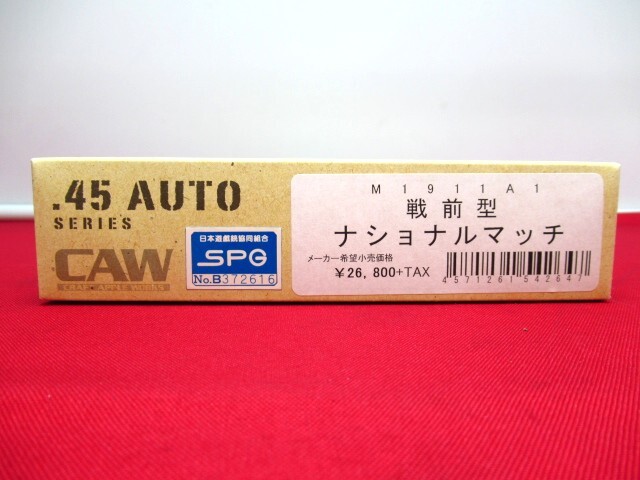 .45 AUTO
SERIES
CAW
CRAFT APPLE WORKS
日本遊戯銃協同組合
SPG
No.B372616
M1911A1
戦前型
ナショナルマッチ
メーカー希望小売価格
￥26,800+TAX
4571261542647